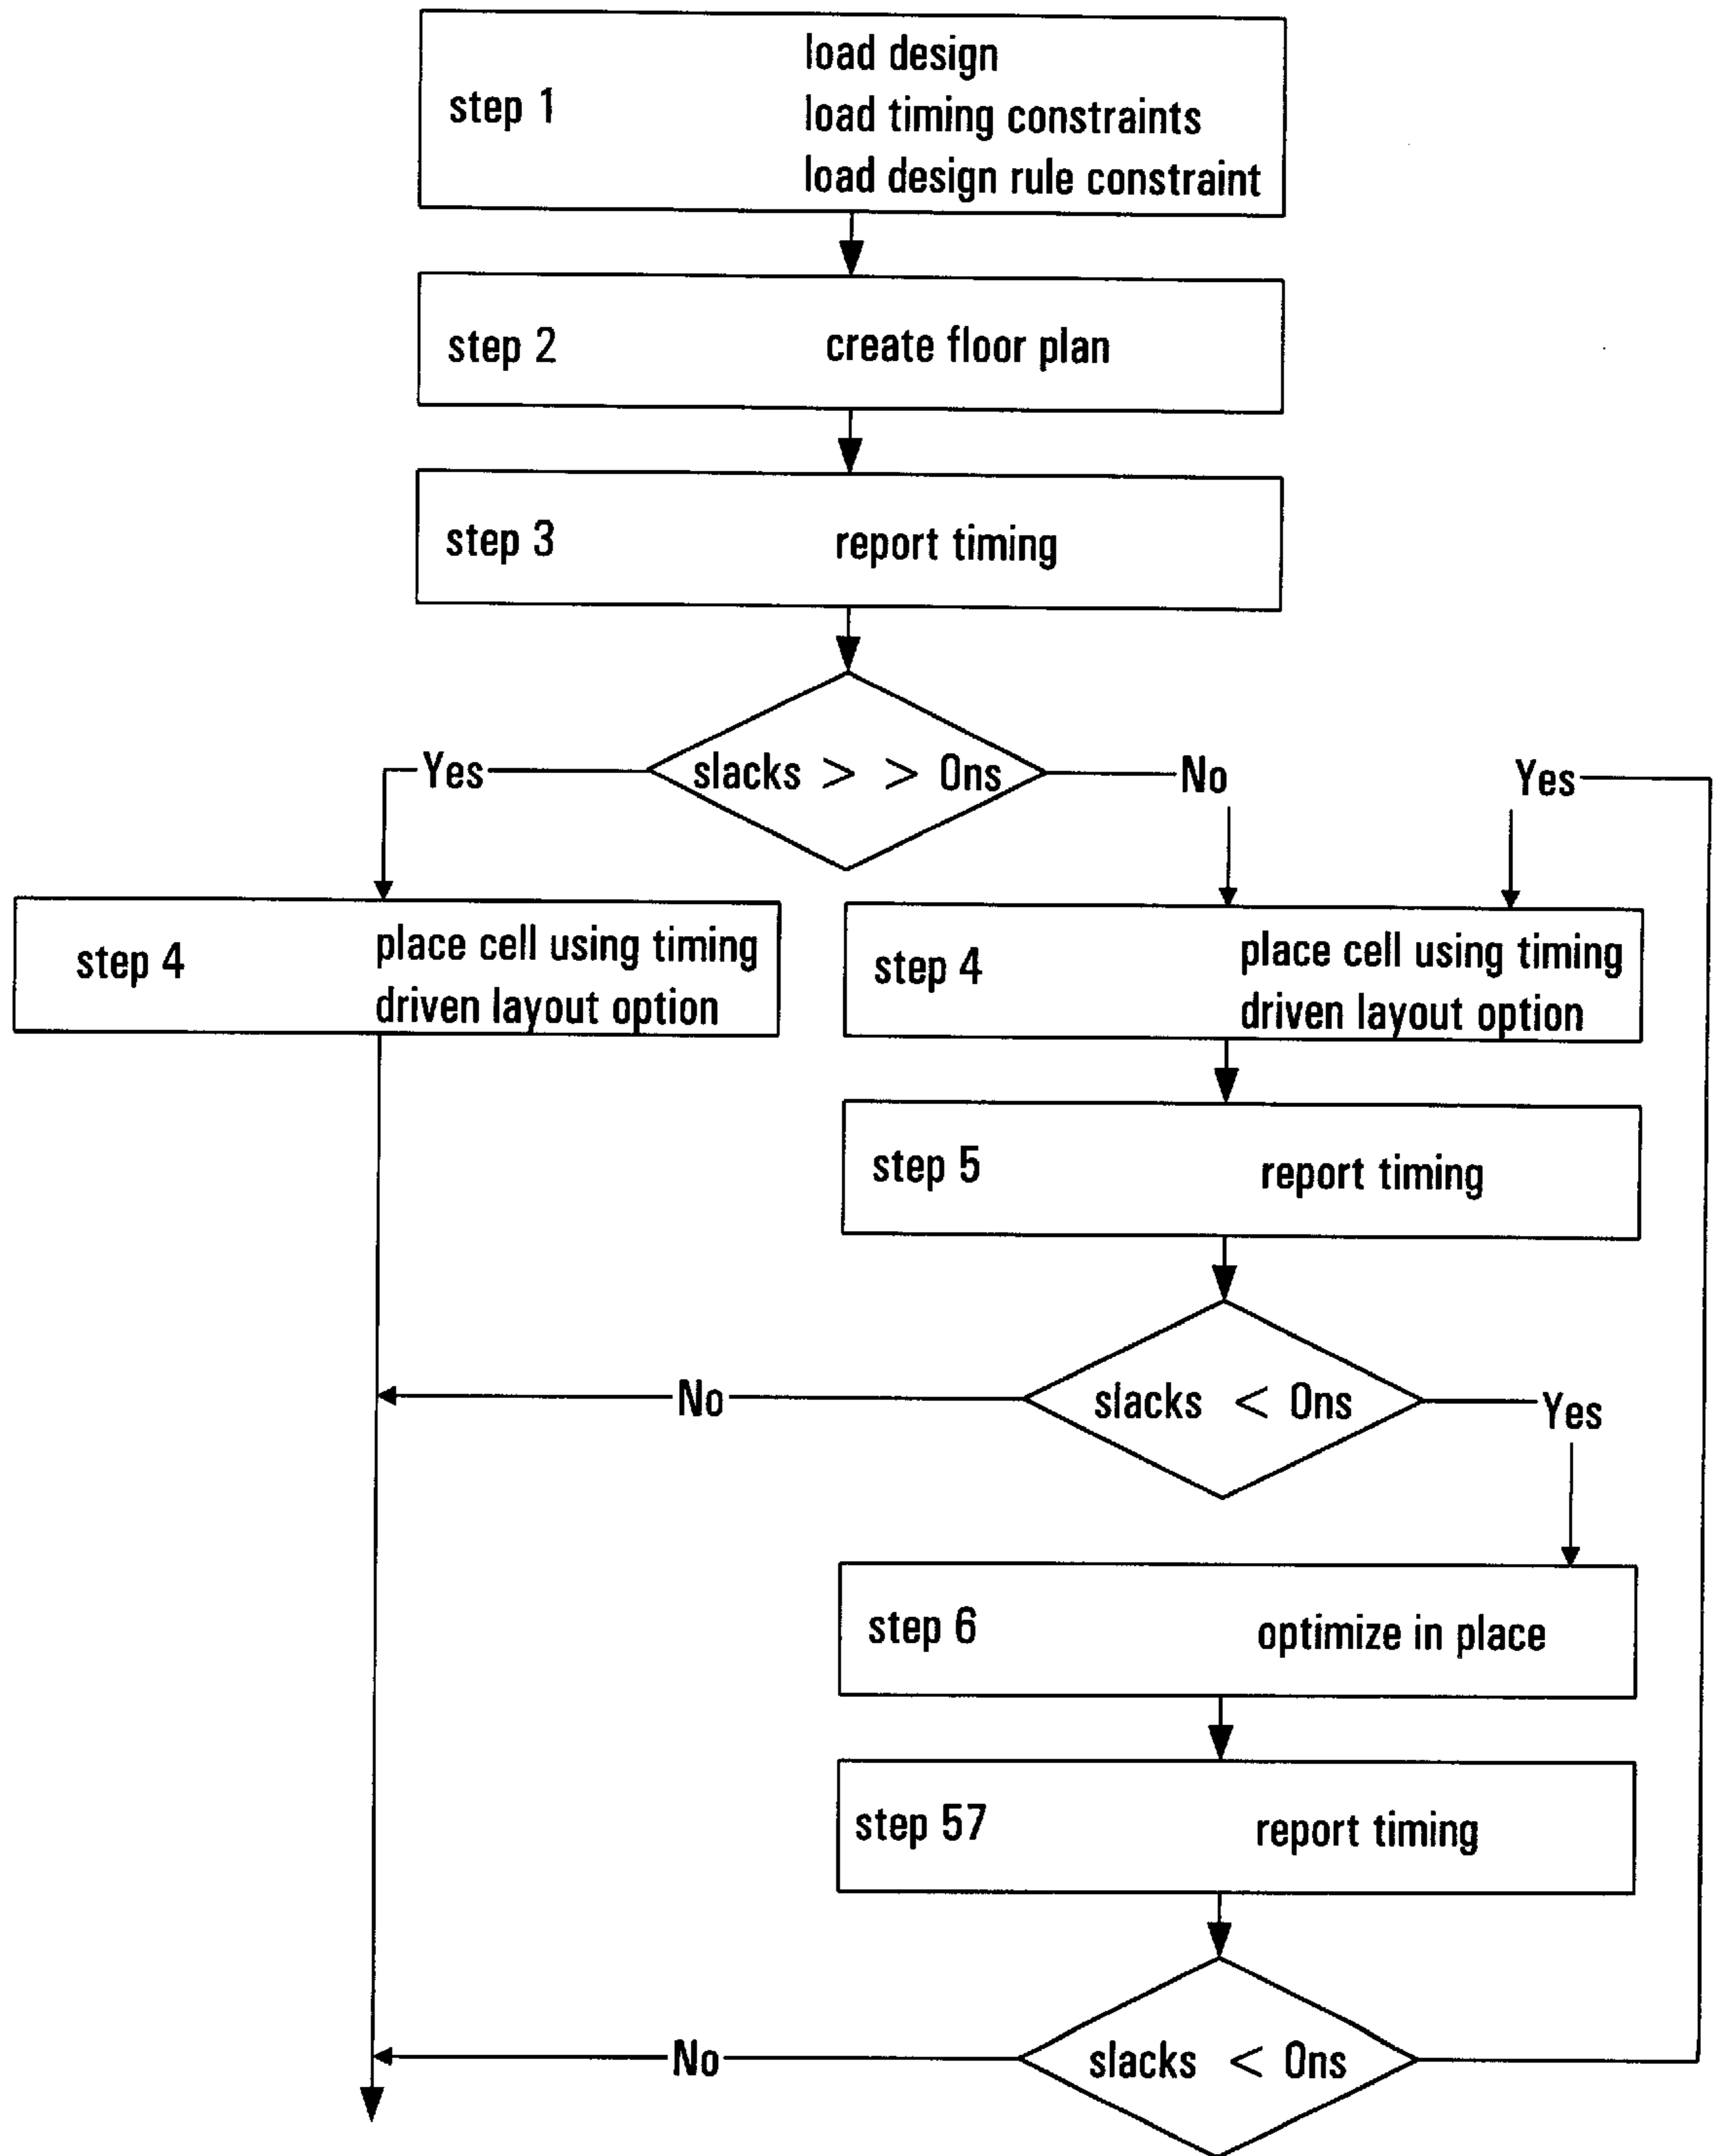 step 1
load design
load timing constraints
load design rule constraint
step 2
create floor plan
step 3
report timing
slacks > > 0ns
Yes
No
Yes
step 4
place cell using timing
driven layout option
step 4
place cell using timing
driven layout option
step 5
report timing
slacks < 0ns
No
Yes
step 6
optimize in place
step 57
report timing
slacks < 0ns
No